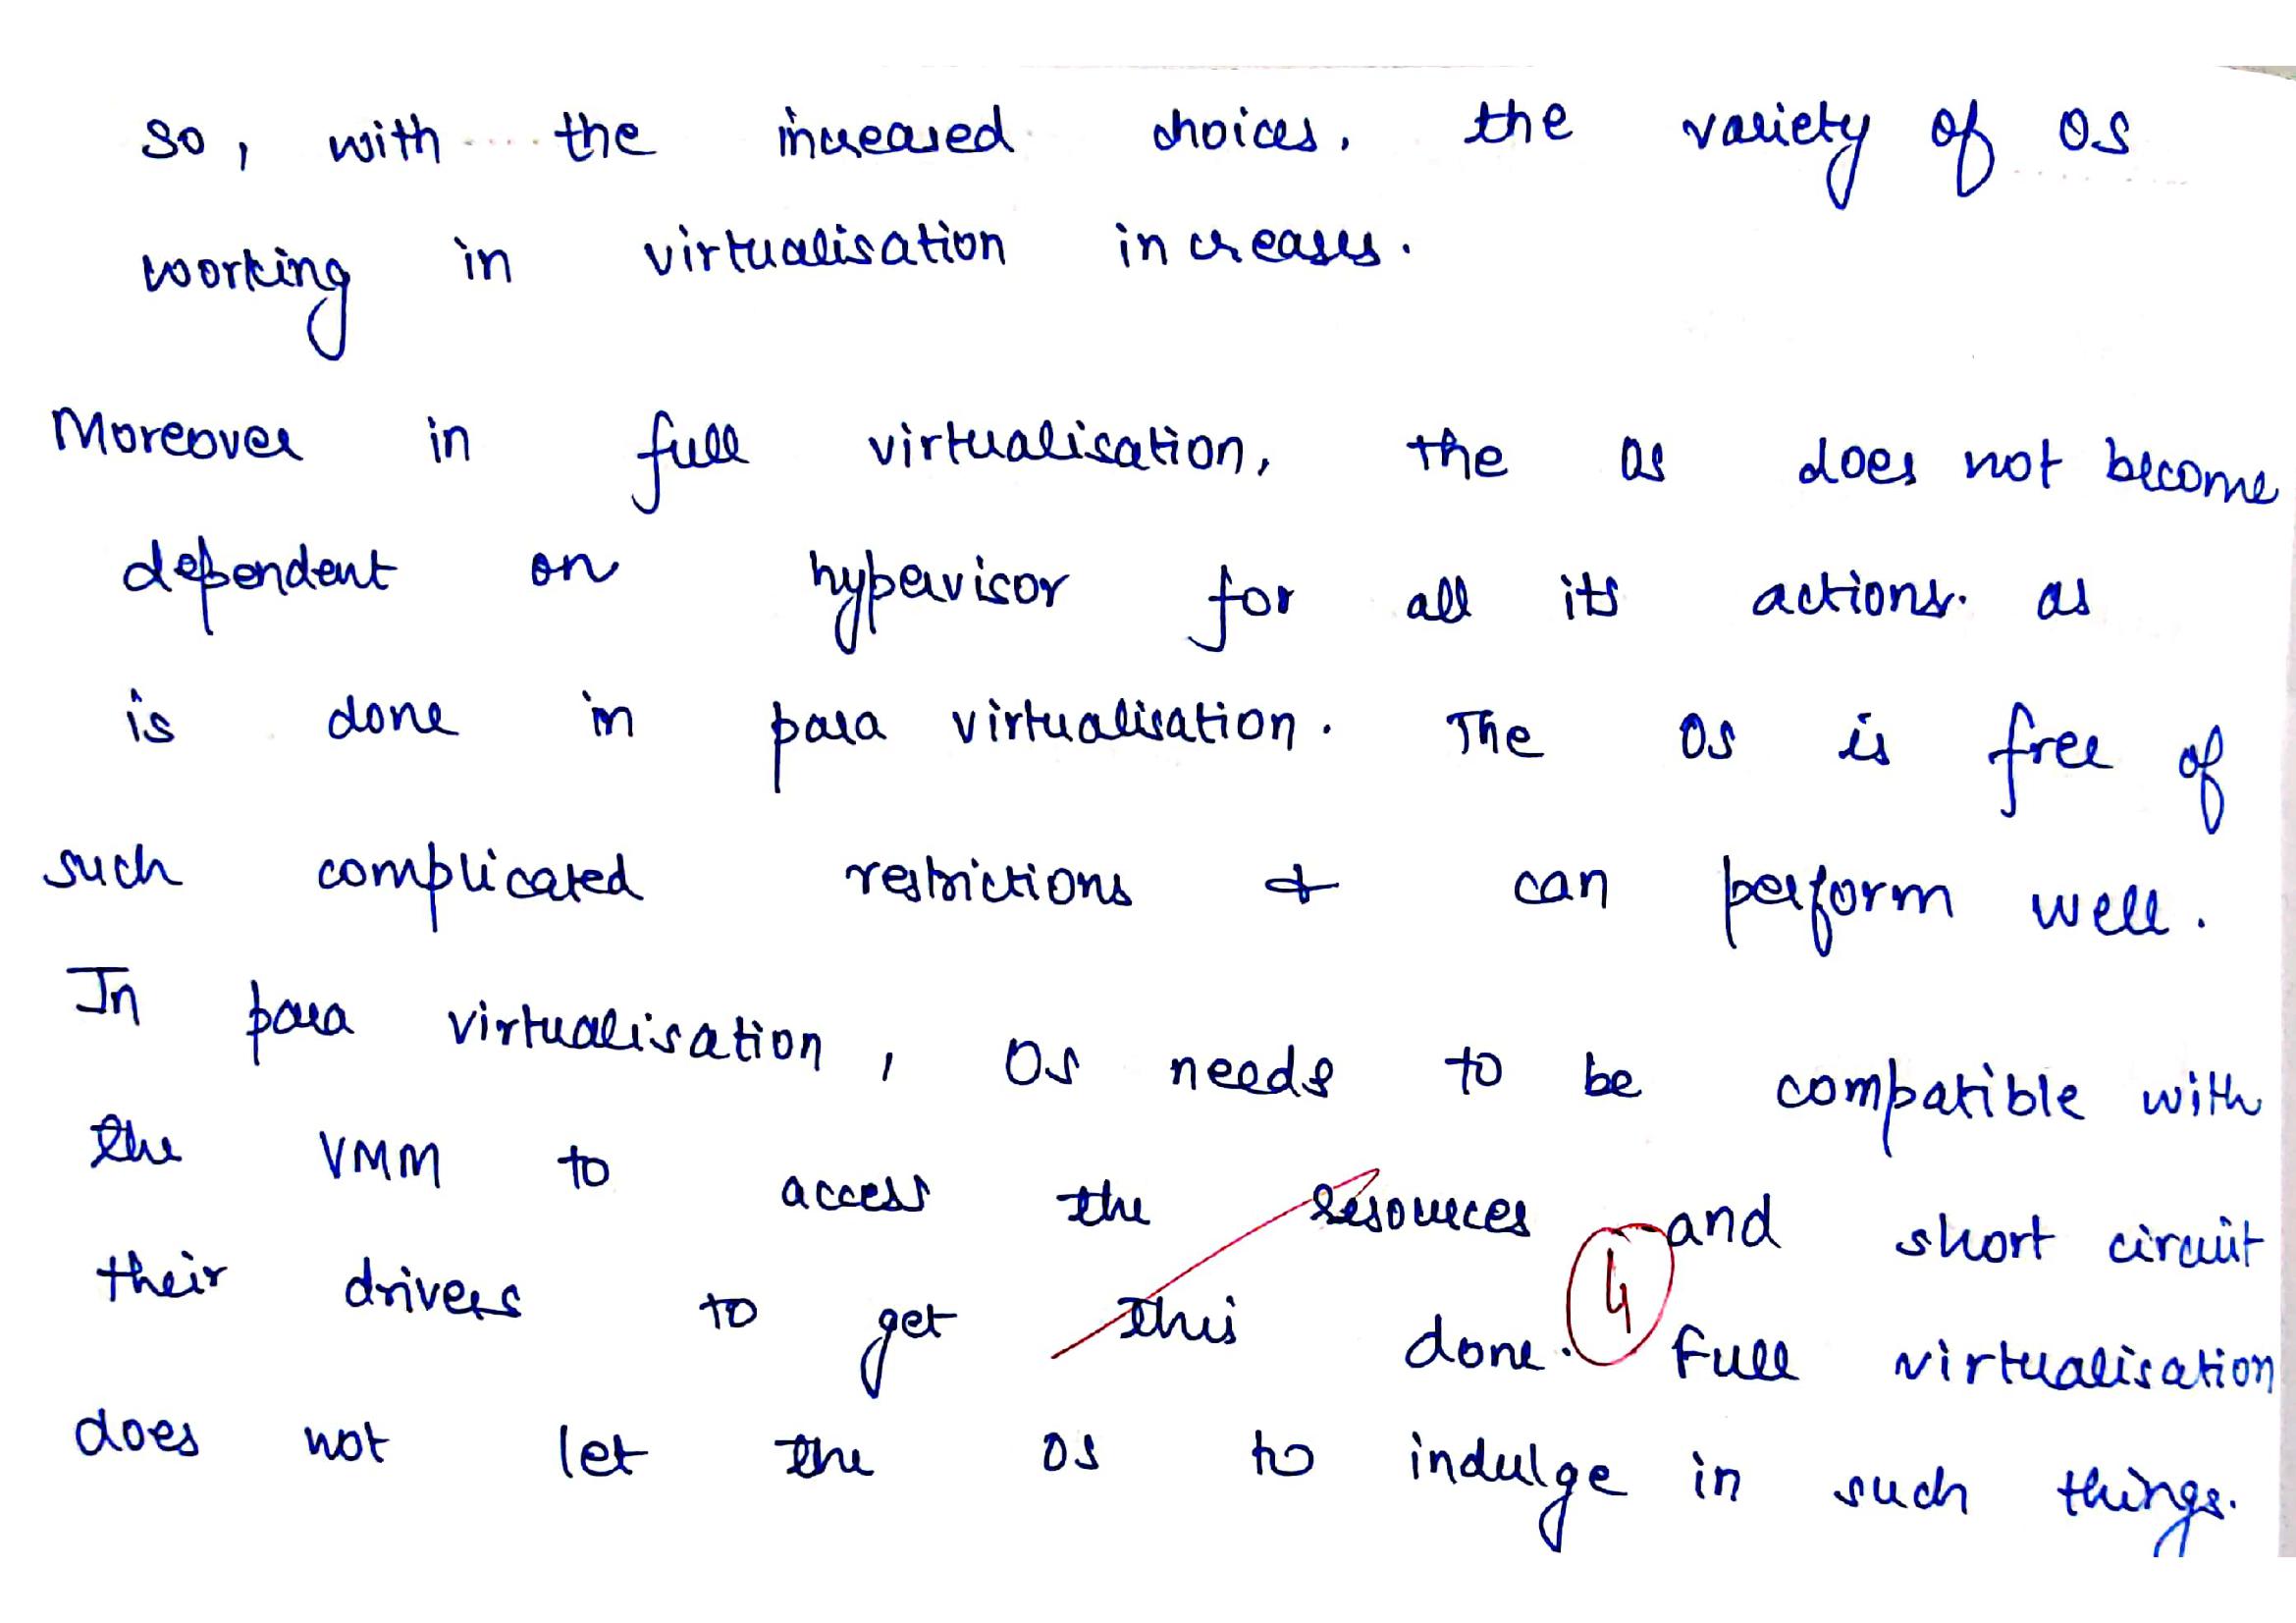 so, with the increased choices, the variety of OS
working in virtualisation increases.
Moreover in full virtualisation, the OS does not become
dependent on hypervisor for all its actions. as
is done in para virtualisation. The OS is free of
such complicated restrictions & can perform well.
In para virtualisation, OS needs to be compatible with
the VMM to access the resources and short circuit
their drivers to get this done. Full virtualisation
4
does not let the OS to indulge in such things.